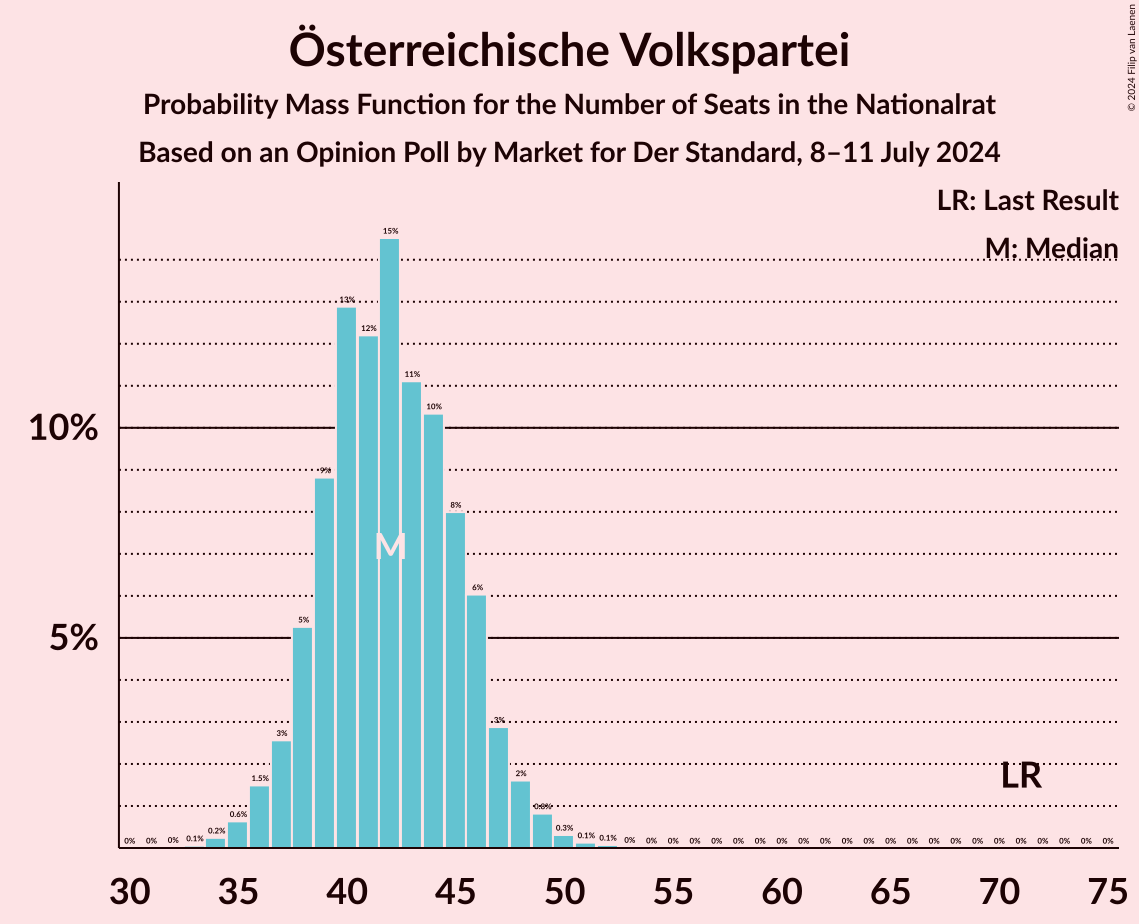 Österreichische Volkspartei
Probability Mass Function for the Number of Seats in the Nationalrat
Based on an Opinion Poll by Market for Der Standard, 8–11 July 2024
© 2024 Filip van Laenen
LR: Last Result
M: Median
10%
5%
0% 0% 0% 0.1% 0.2% 0.6% 1.5% 3% 5% 9% 13% 12% 15% 11% 10% 8% 6% 3% 2% 0.8% 0.3% 0.1% 0.1% 0% 0% 0% 0% 0% 0% 0% 0% 0% 0% 0% 0% 0% 0% 0% 0% 0% 0% 0% 0% 0% 0% 0%
M
LR
30 35 40 45 50 55 60 65 70 75